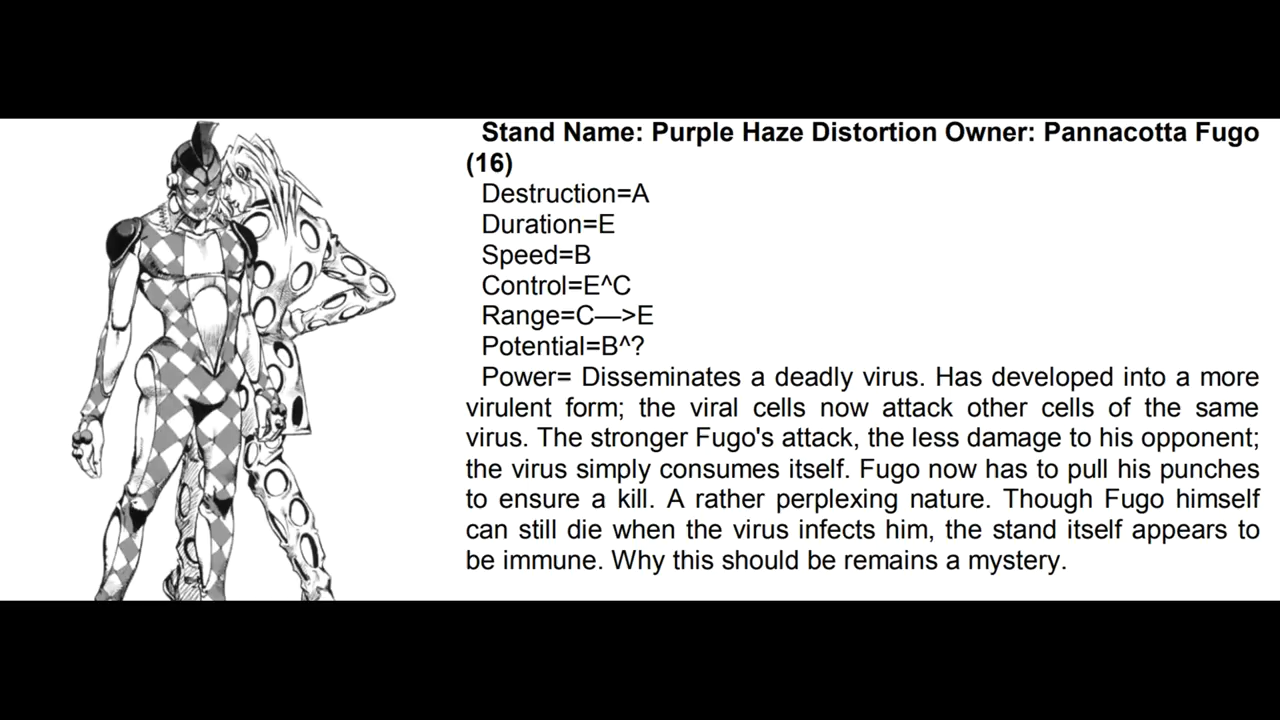 Stand Name: Purple Haze Distortion Owner: Pannacotta Fugo
(16)
Destruction=A
Duration=E
Speed=B
Control=E^C
Range=C—>E
Potential=B^?
Power= Disseminates a deadly virus. Has developed into a more
virulent form; the viral cells now attack other cells of the same
virus. The stronger Fugo's attack, the less damage to his opponent;
the virus simply consumes itself. Fugo now has to pull his punches
to ensure a kill. A rather perplexing nature. Though Fugo himself
can still die when the virus infects him, the stand itself appears to
be immune. Why this should be remains a mystery.